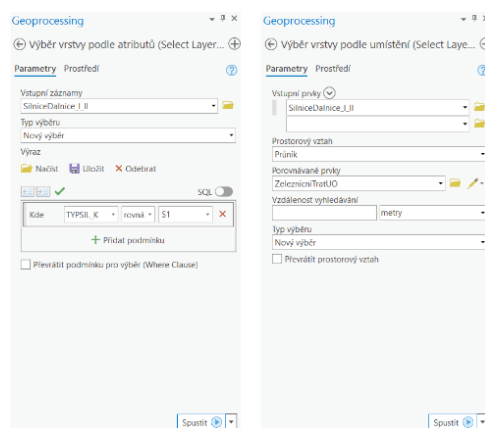 Geoprocessing
Výběr vrstvy podle atributů (Select Layer...
Parametry Prostředí
Vstupní záznamy
SilniceDalnice_I_II
Typ výběru
Nový výběr
Výraz
Načíst Uložit Odebrat
SQL
Kde TYPSIL_K rovná S1
Přidat podmínku
Převrátit podmínku pro výběr (Where Clause)
Spustit
Geoprocessing
Výběr vrstvy podle umístění (Select Laye...
Parametry Prostředí
Vstupní prvky
SilniceDalnice_I_II
Prostorový vztah
Průnik
Porovnávané prvky
ZelezniciTratUO
Vzdálenost vyhledávání
metry
Typ výběru
Nový výběr
Převrátit prostorový vztah
Spustit